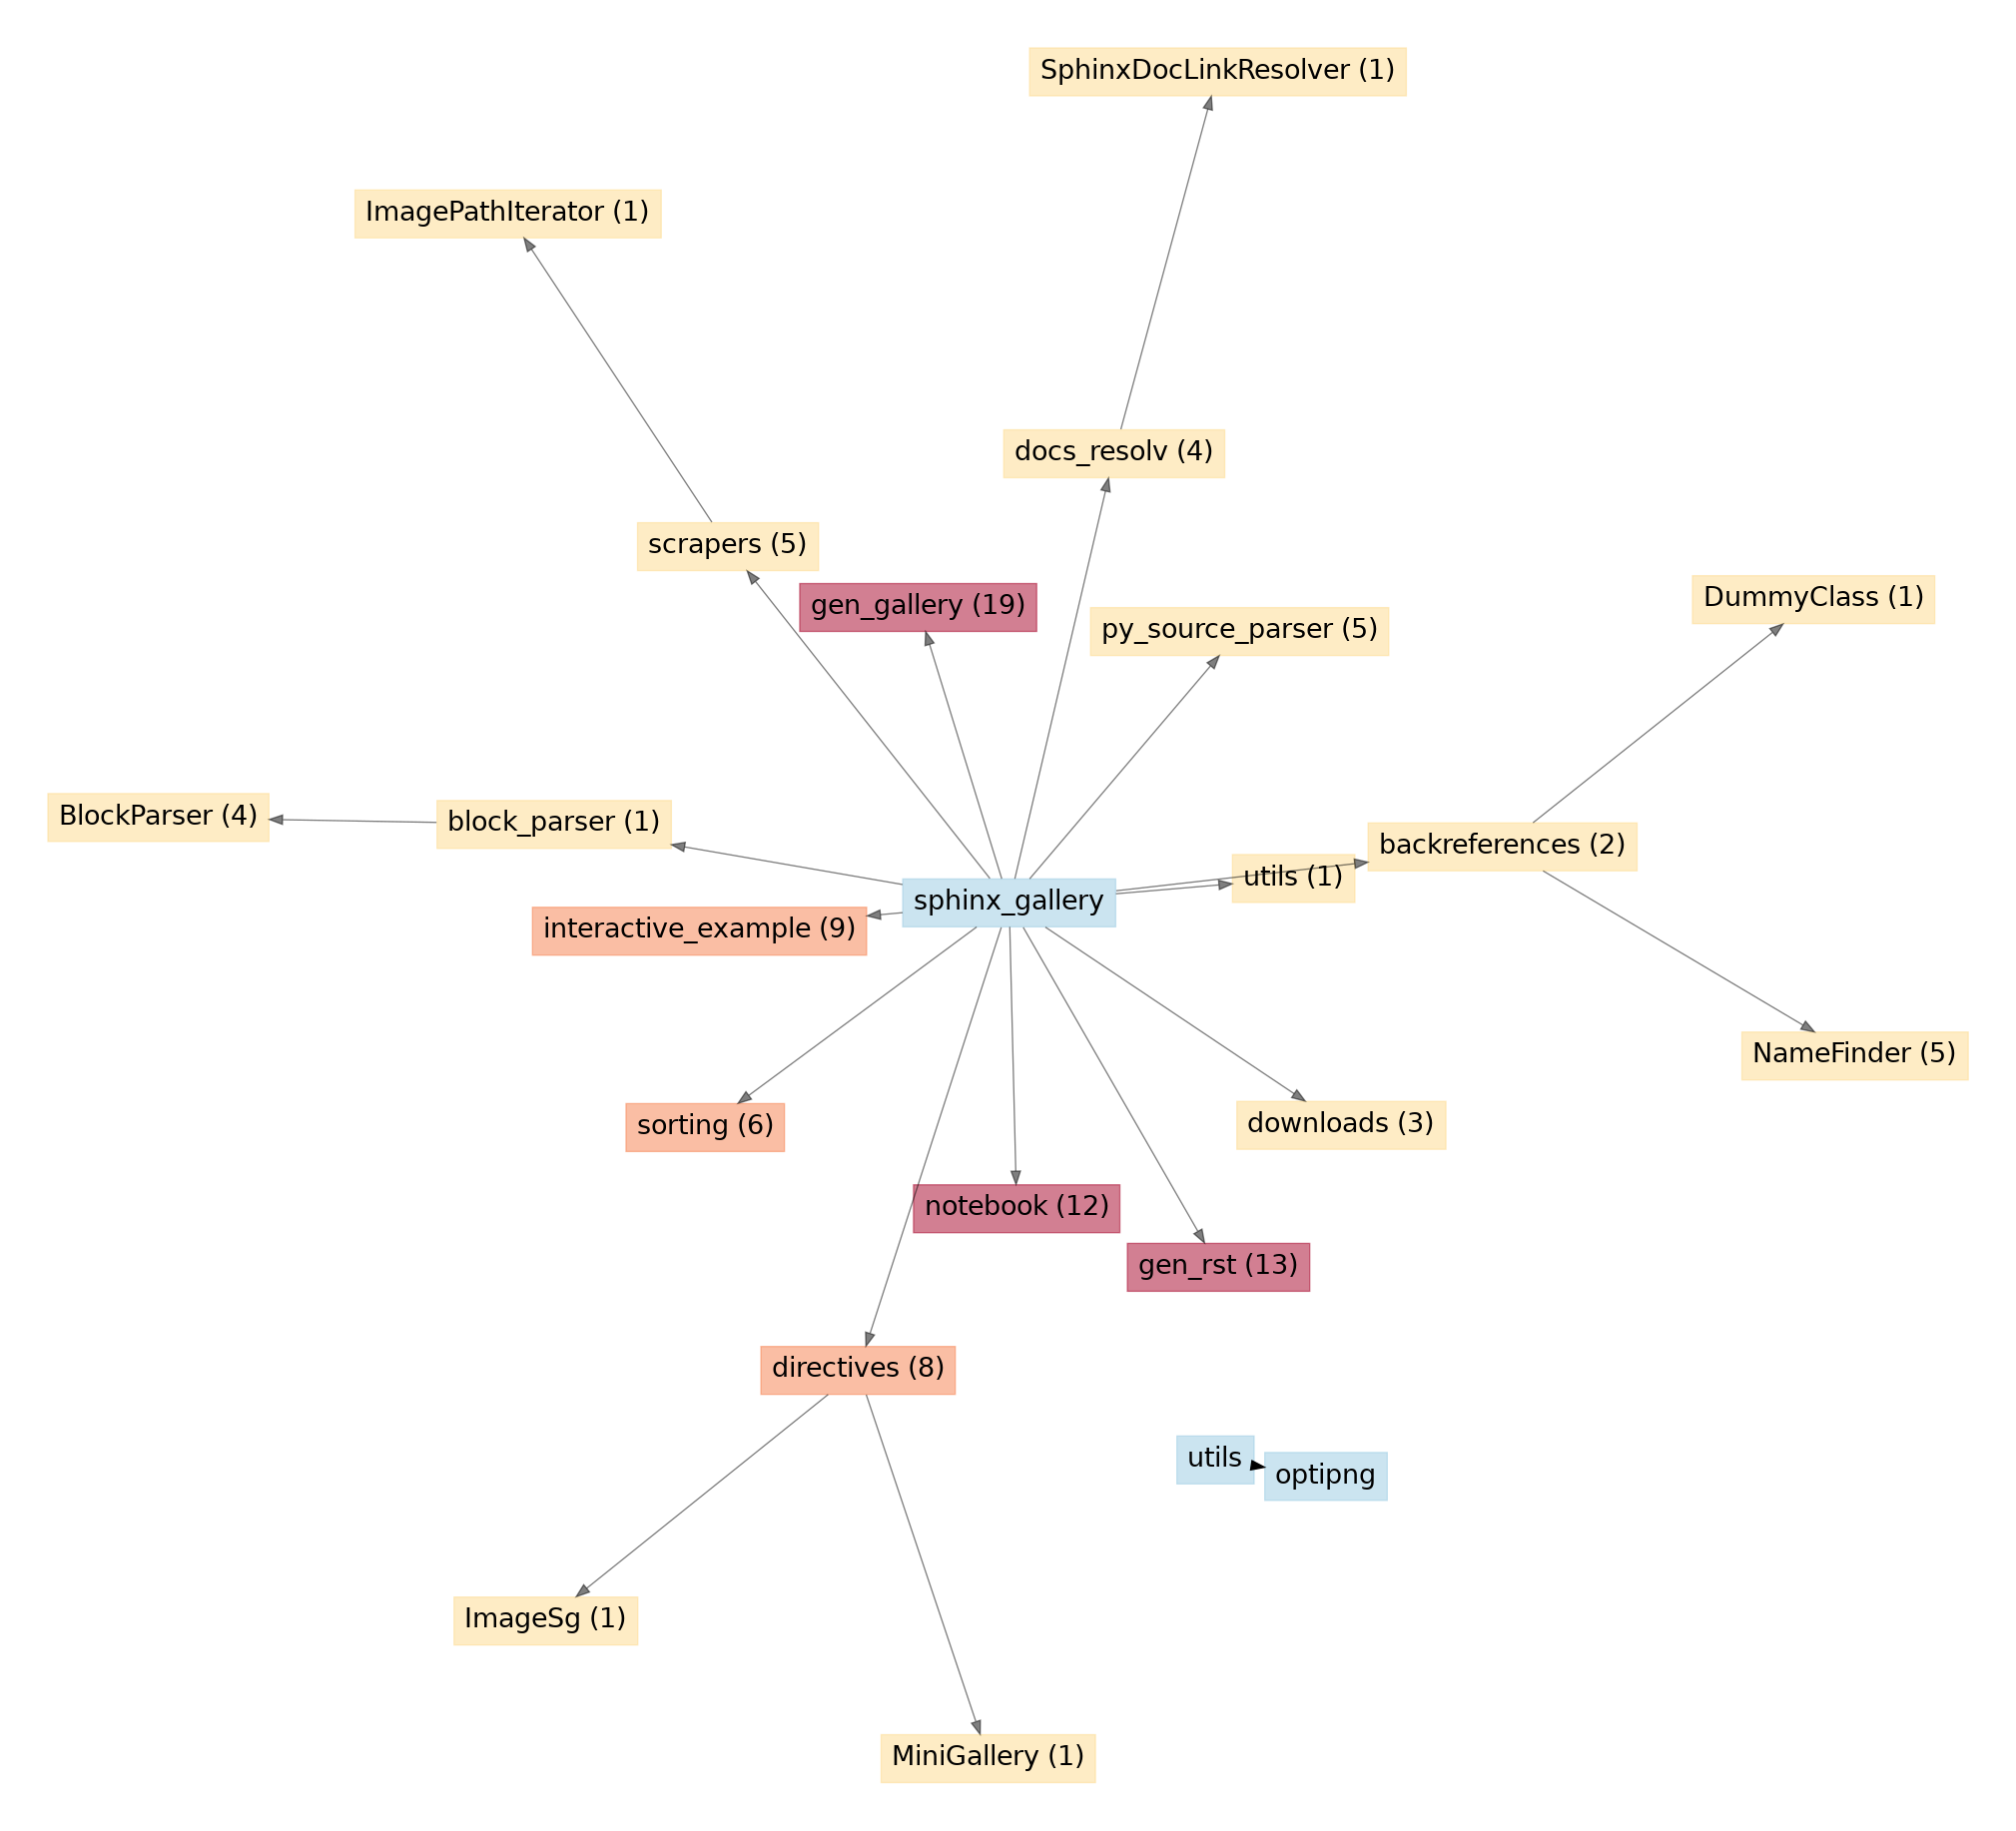 SphinxDocLinkResolver (1)
ImagePathIterator (1)
docs_resolv (4)
scrapers (5)
gen_gallery (19)
py_source_parser (5)
DummyClass (1)
BlockParser (4)
block_parser (1)
backreferences (2)
utils (1)
sphinx_gallery
interactive_example (9)
NameFinder (5)
sorting (6)
downloads (3)
notebook (12)
gen_rst (13)
directives (8)
utils
optipng
ImageSg (1)
MiniGallery (1)